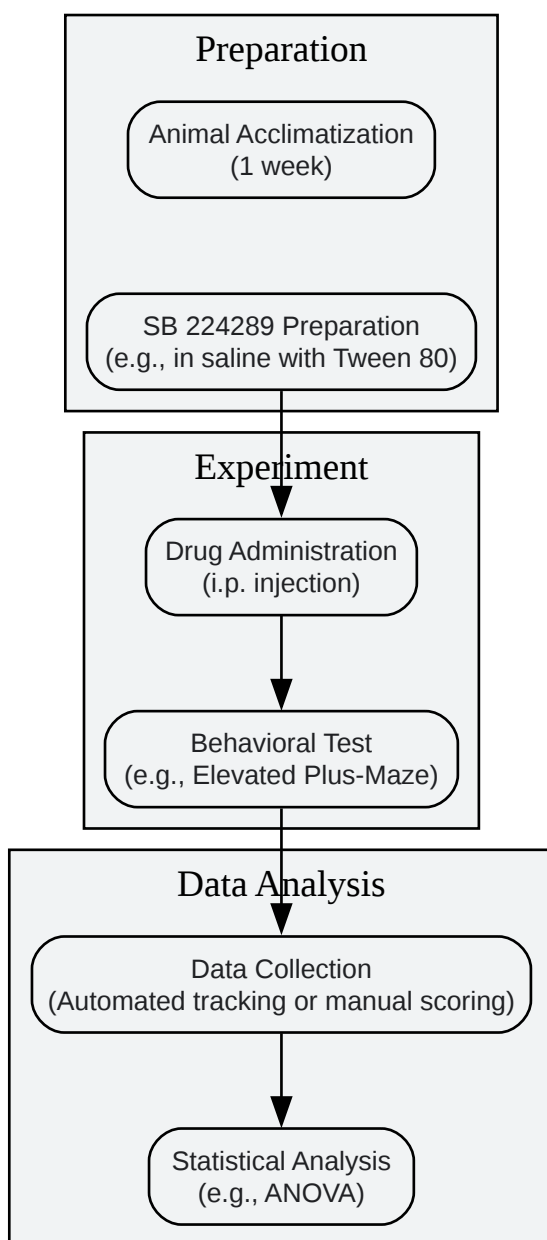 Preparation
Animal Acclimatization
(1 week)
SB 224289 Preparation
(e.g., in saline with Tween 80)
Experiment
Drug Administration
(i.p. injection)
Behavioral Test
(e.g., Elevated Plus-Maze)
Data Analysis
Data Collection
(Automated tracking or manual scoring)
Statistical Analysis
(e.g., ANOVA)